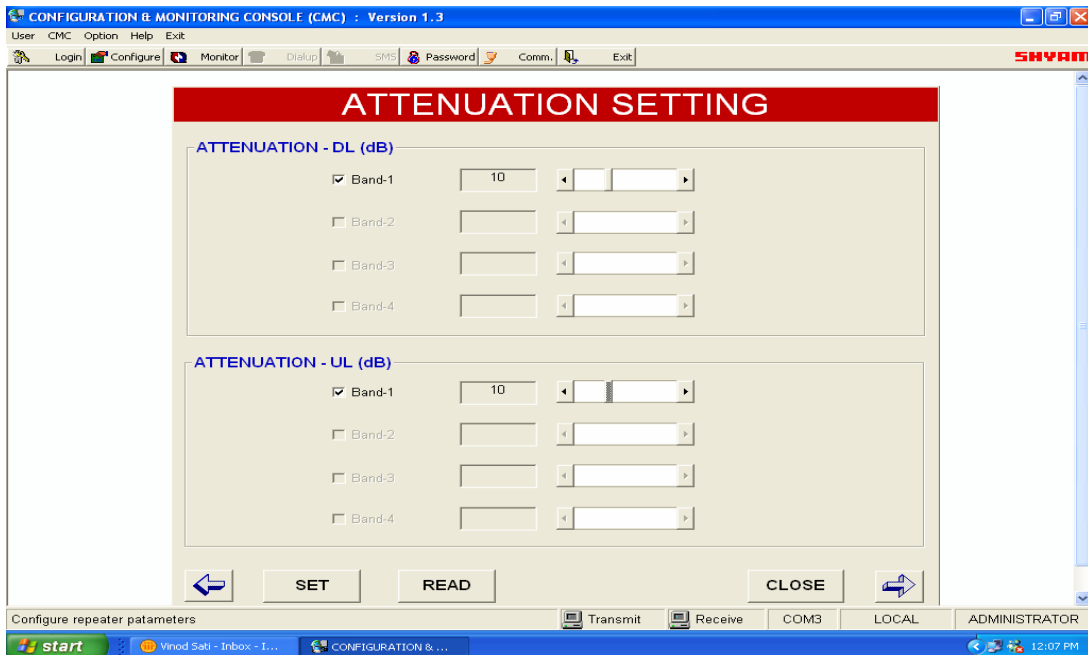 CONFIGURATION & MONITORING CONSOLE (CMC) : Version 1.3
User CMC Option Help Exit
Login Configure Monitor Dialup SMS Password Comm. Exit SHYAM
ATTENUATION SETTING
ATTENUATION - DL (dB)
Band-1 10
Band-2
Band-3
Band-4
ATTENUATION - UL (dB)
Band-1 10
Band-2
Band-3
Band-4
SET READ CLOSE
Configure repeater patameters Transmit Receive COM3 LOCAL ADMINISTRATOR
start Vinod Sati - Inbox - I... CONFIGURATION & ... 12:07 PM